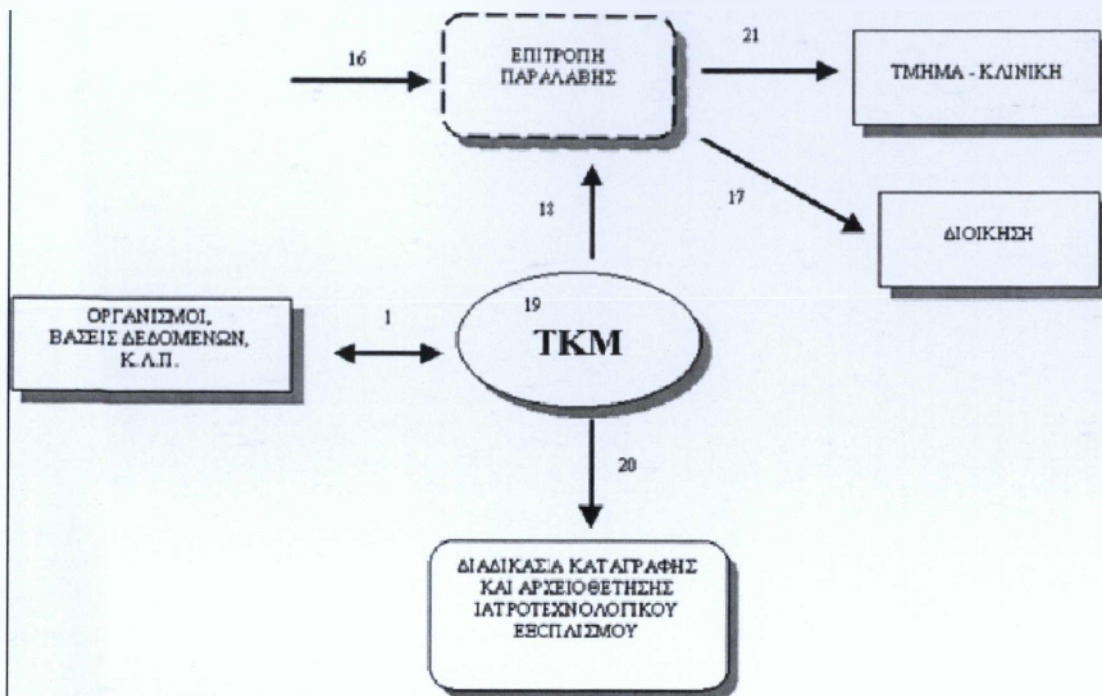 16
ΕΠΙΤΡΟΠΗ
ΠΑΡΑΛΑΒΗΣ
21
ΤΜΗΜΑ - ΚΛΙΝΙΚΗ
18
17
ΔΙΟΙΚΗΣΗ
ΟΡΓΑΝΙΣΜΟΙ,
ΒΑΣΕΙΣ ΔΕΔΟΜΕΝΩΝ,
Κ.Λ.Π.
1
19
ΤΚΜ
20
ΔΙΑΔΙΚΑΣΙΑ ΚΑΤΑΓΡΑΦΗΣ
ΚΑΙ ΑΡΧΕΙΟΘΕΤΗΣΗΣ
ΙΑΤΡΟΤΕΧΝΟΛΟΓΙΚΟΥ
ΕΞΟΠΛΙΣΜΟΥ